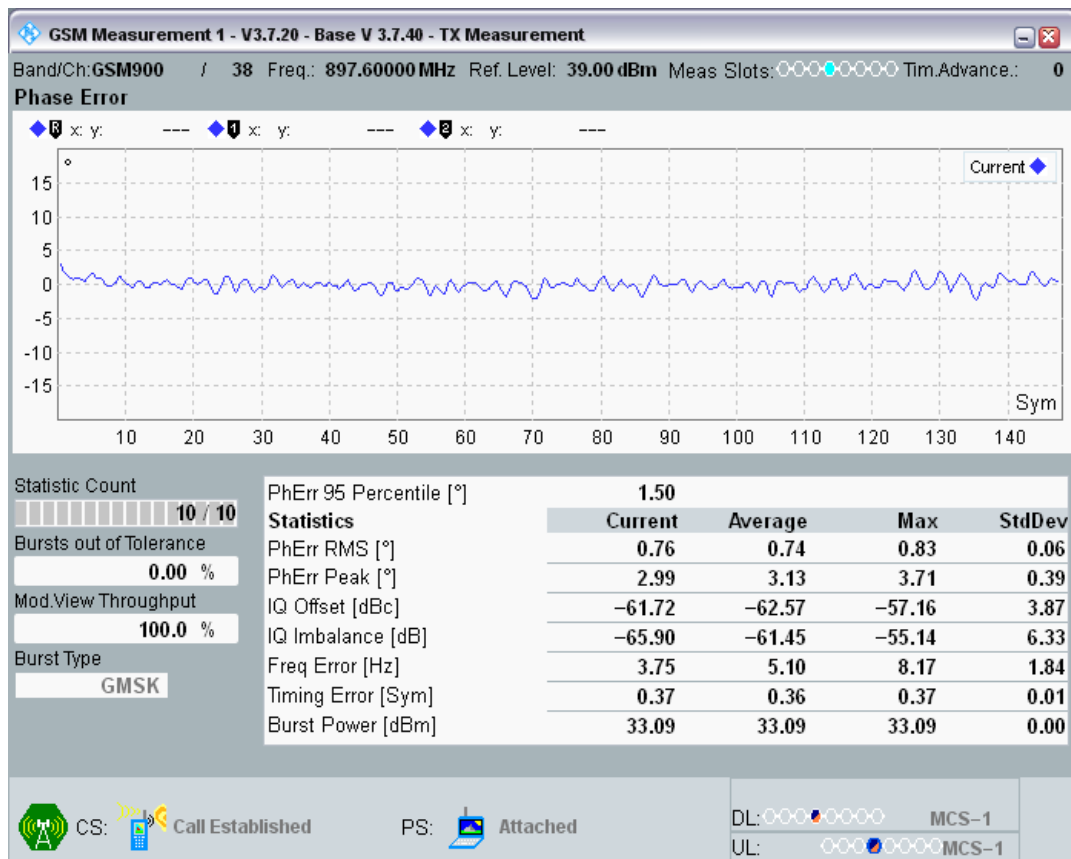 GSM Measurement 1 - V3.7.20 - Base V 3.7.40 - TX Measurement
Band/Ch:GSM900 / 38 Freq.: 897.60000 MHz Ref. Level: 39.00 dBm Meas Slots: Tim.Advance.: 0
Phase Error
R x: y: --- 1 x: y: --- 2 x: y: ---
°
Current
15
10
5
0
-5
-10
-15
Sym
10 20 30 40 50 60 70 80 90 100 110 120 130 140
Statistic Count
10 / 10
Bursts out of Tolerance
0.00 %
Mod.View Throughput
100.0 %
Burst Type
GMSK
PhErr 95 Percentile [°] 1.50
Statistics Current Average Max StdDev
PhErr RMS [°] 0.76 0.74 0.83 0.06
PhErr Peak [°] 2.99 3.13 3.71 0.39
IQ Offset [dBc] −61.72 −62.57 −57.16 3.87
IQ Imbalance [dB] −65.90 −61.45 −55.14 6.33
Freq Error [Hz] 3.75 5.10 8.17 1.84
Timing Error [Sym] 0.37 0.36 0.37 0.01
Burst Power [dBm] 33.09 33.09 33.09 0.00
CS: Call Established PS: Attached
DL: MCS−1
UL: MCS−1